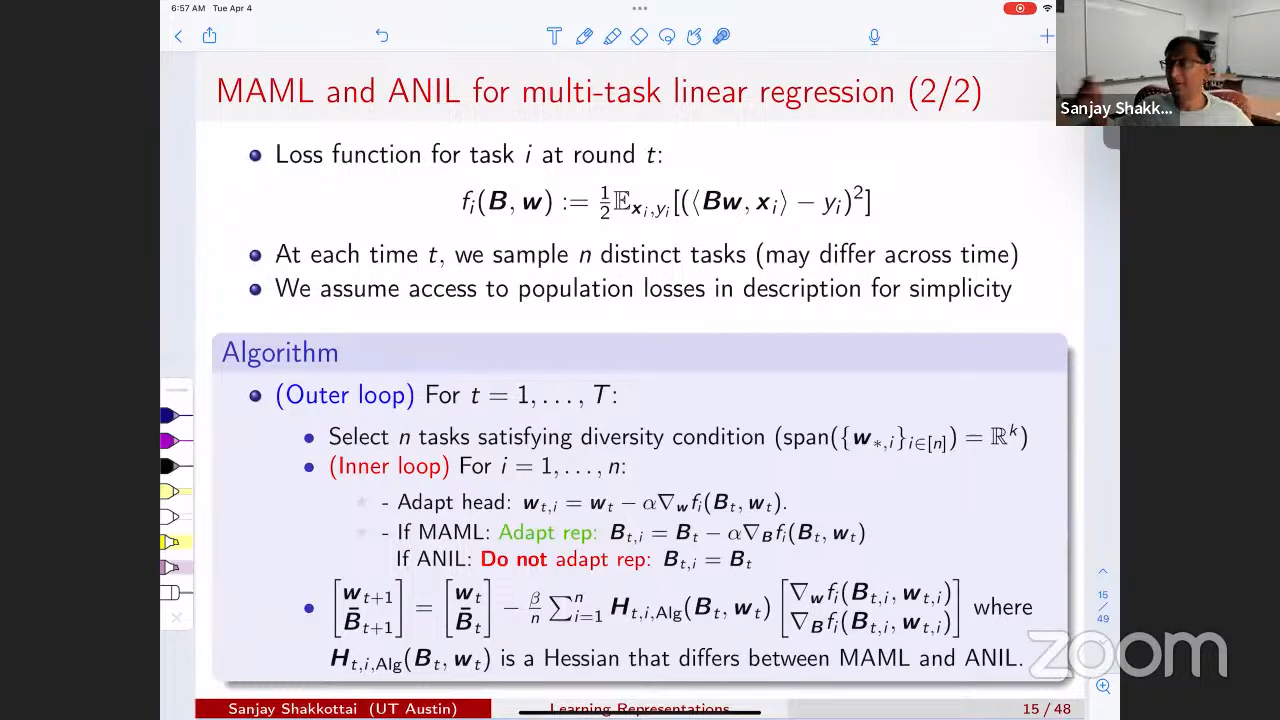 6:57 AM Tue Apr 4
MAML and ANIL for multi-task linear regression (2/2)
Sanjay Shakk...
Loss function for task i at round t:
f_i(B, w) := 1/2 𝔼_{x_i,y_i}[(⟨Bw, x_i⟩ − y_i)^2]
At each time t, we sample n distinct tasks (may differ across time)
We assume access to population losses in description for simplicity
Algorithm
(Outer loop) For t = 1, . . . , T:
Select n tasks satisfying diversity condition (span({w_{*,i}}_{i∈[n]}) = ℝ^k)
(Inner loop) For i = 1, . . . , n:
- Adapt head: w_{t,i} = w_t − α∇_w f_i(B_t, w_t).
- If MAML: Adapt rep: B_{t,i} = B_t − α∇_B f_i(B_t, w_t)
If ANIL: Do not adapt rep: B_{t,i} = B_t
[w_{t+1} B̄_{t+1}] = [w_t B̄_t] − β/n ∑_{i=1}^n H_{t,i,Alg}(B_t, w_t) [∇_w f_i(B_{t,i}, w_{t,i}) ∇_B f_i(B_{t,i}, w_{t,i})] where
H_{t,i,Alg}(B_t, w_t) is a Hessian that differs between MAML and ANIL.
15
/
49
zoom
Sanjay Shakkottai (UT Austin) Learning Representations 15 / 48